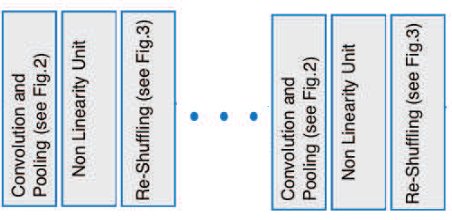 Convolution and
Pooling (see Fig.2)
Non Linearity Unit
Re-Shuffling (see Fig.3)
Convolution and
Pooling (see Fig.2)
Non Linearity Unit
Re-Shuffling (see Fig.3)